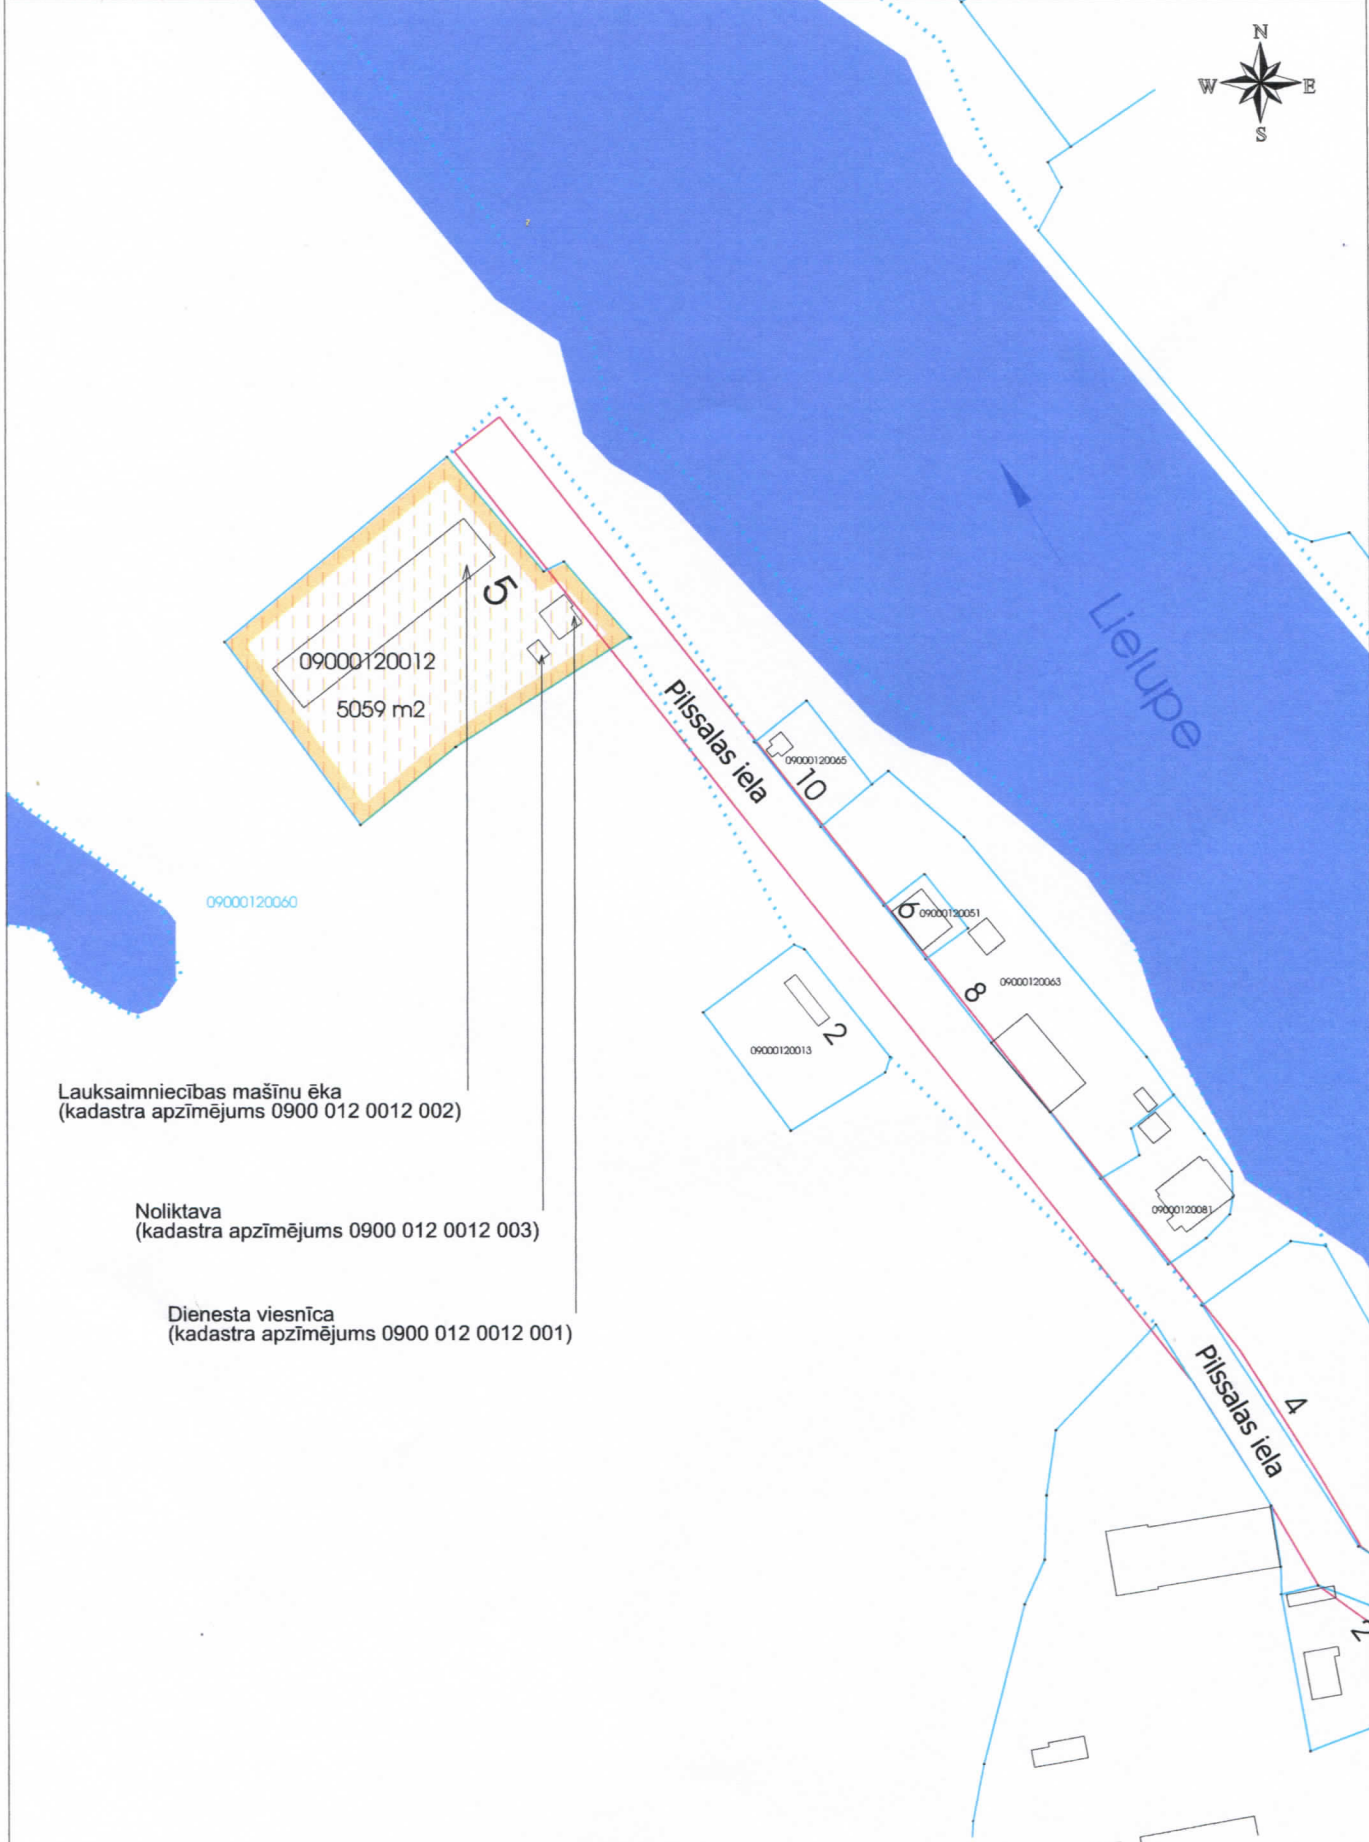 N
W E
S
Lietupe
5
09000120012
5059 m2
Pilssalas iela
09000120065
10
6
09000120051
09000120060
8
09000120063
2
09000120013
Lauksaimniecības mašīnu ēka
(kadastra apzīmējums 0900 012 0012 002)
Noliktava
(kadastra apzīmējums 0900 012 0012 003)
09000120081
Dienesta viesnīca
(kadastra apzīmējums 0900 012 0012 001)
Pilssalas iela
4